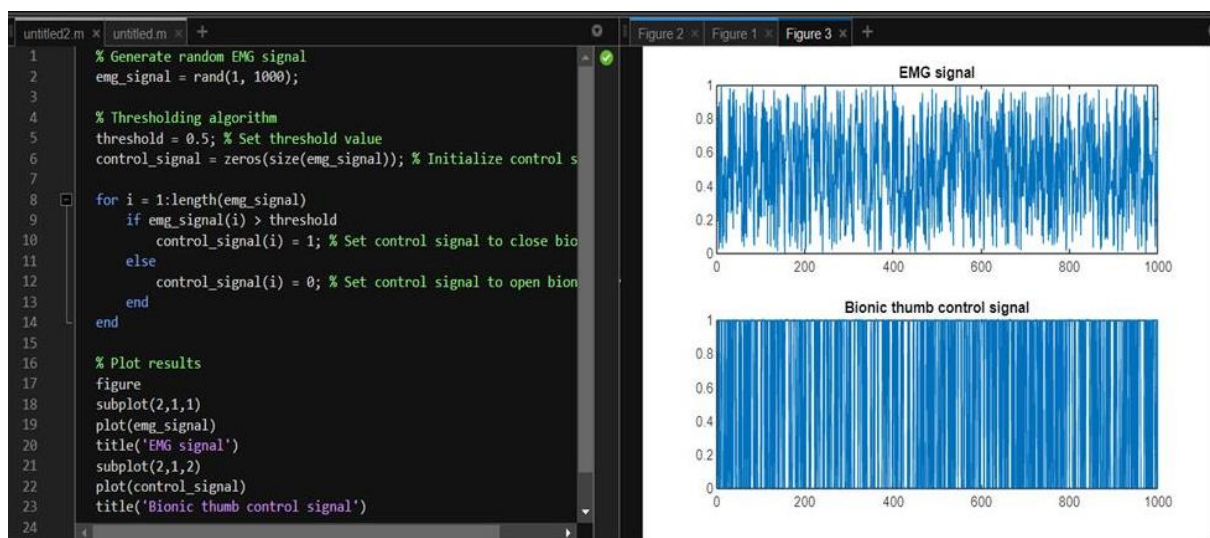 untitled2.m × untitled.m × +
1 % Generate random EMG signal
2 emg_signal = rand(1, 1000);
3
4 % Thresholding algorithm
5 threshold = 0.5; % Set threshold value
6 control_signal = zeros(size(emg_signal)); % Initialize control s
7
8 for i = 1:length(emg_signal)
9 if emg_signal(i) > threshold
10 control_signal(i) = 1; % Set control signal to close bio
11 else
12 control_signal(i) = 0; % Set control signal to open bion
13 end
14 end
15
16 % Plot results
17 figure
18 subplot(2,1,1)
19 plot(emg_signal)
20 title('EMG signal')
21 subplot(2,1,2)
22 plot(control_signal)
23 title('Bionic thumb control signal')
24
Figure 2 × Figure 1 × Figure 3 × +
EMG signal
1
0.8
0.6
0.4
0.2
0
0 200 400 600 800 1000
Bionic thumb control signal
1
0.8
0.6
0.4
0.2
0
0 200 400 600 800 1000